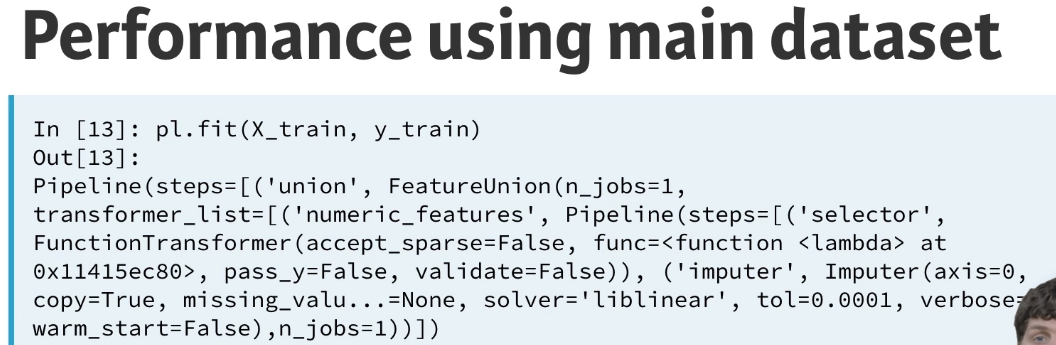 Performance using main dataset
In [13]: pl.fit(X_train, y_train)
Out[13]:
Pipeline(steps=[('union', FeatureUnion(n_jobs=1,
transformer_list=[('numeric_features', Pipeline(steps=[('selector',
FunctionTransformer(accept_sparse=False, func=<function <lambda> at
0x11415ec80>, pass_y=False, validate=False)), ('imputer', Imputer(axis=0,
copy=True, missing_valu...=None, solver='liblinear', tol=0.0001, verbose=
warm_start=False),n_jobs=1))])